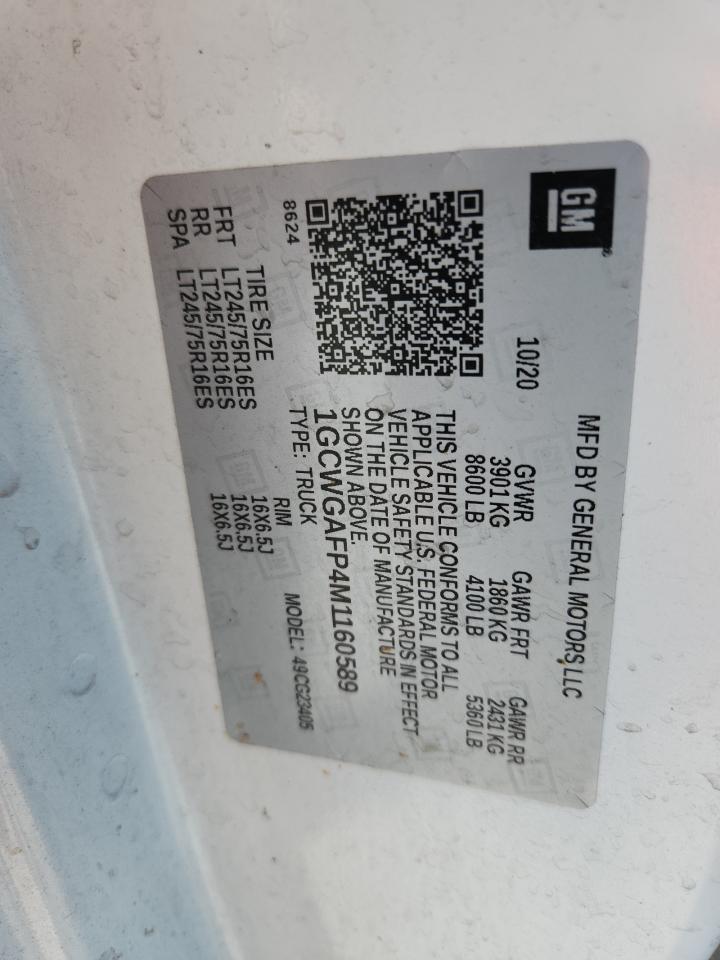 GM
MFD BY GENERAL MOTORS LLC
10/20
GVWR GAWR FRT GAWR RR
3901 KG 1860 KG 2431 KG
8600 LB 4100 LB 5360 LB
THIS VEHICLE CONFORMS TO ALL
APPLICABLE U.S. FEDERAL MOTOR
VEHICLE SAFETY STANDARDS IN EFFECT
ON THE DATE OF MANUFACTURE
SHOWN ABOVE.
1GCWGAFP4M1160589
8624
TYPE: TRUCK MODEL: 49CG23405
TIRE SIZE RIM
FRT LT245/75R16ES 16X6.5J
RR LT245/75R16ES 16X6.5J
SPA LT245/75R16ES 16X6.5J